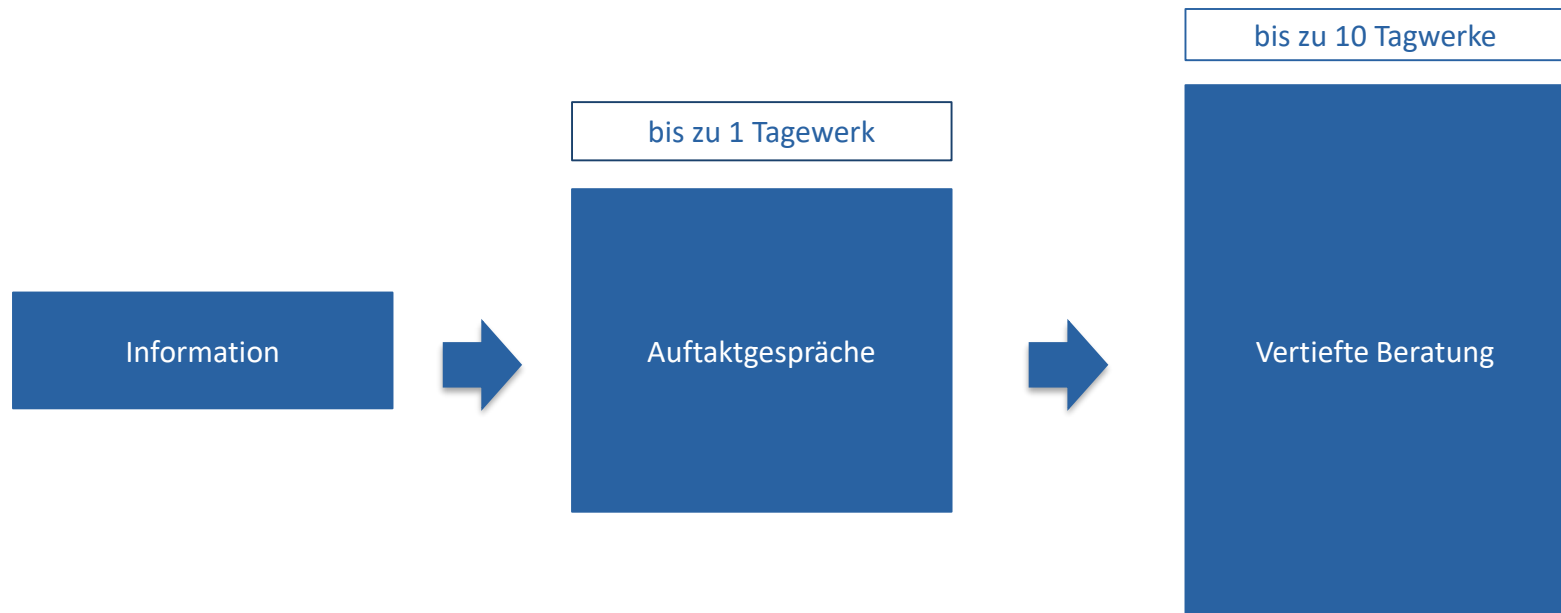 bis zu 10 Tagwerke
bis zu 1 Tagewerk
Information
Auftaktgespräche
Vertiefte Beratung